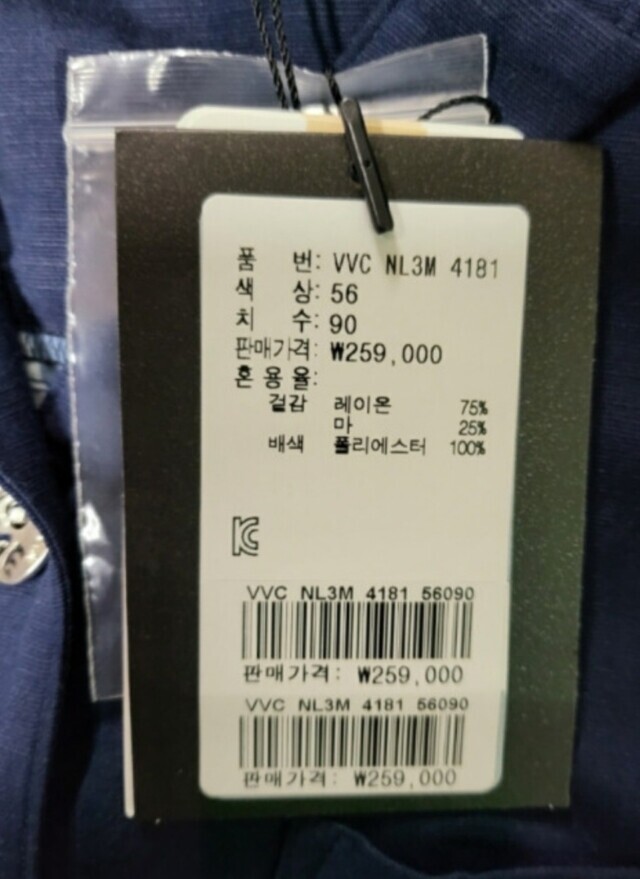 품 번: VVC NL3M 4181
색 상: 56
치 수: 90
판매가격: ₩259,000
혼 용 율:
겉감 레이온 75%
마 25%
배색 폴리에스터 100%
VVC NL3M 4181 56090
판매가격: ₩259,000
VVC NL3M 4181 56090
판매가격: ₩259,000